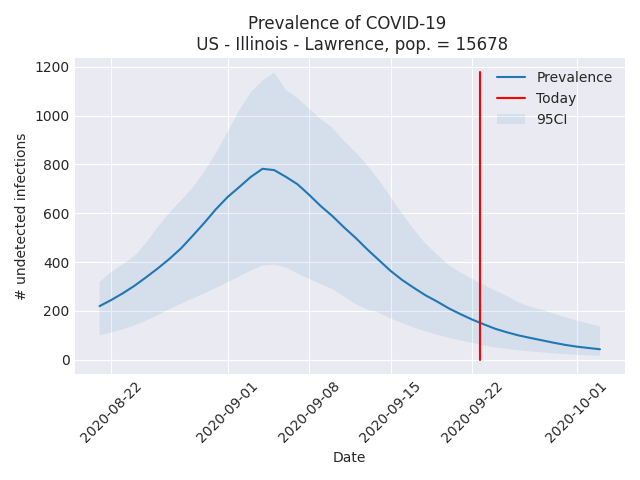 Prevalence of COVID-19
US - Illinois - Lawrence, pop. = 15678
# undetected infections
1200
1000
800
600
400
200
0
Prevalence
Today
95CI
2020-08-22
2020-09-01
2020-09-08
2020-09-15
2020-09-22
2020-10-01
Date